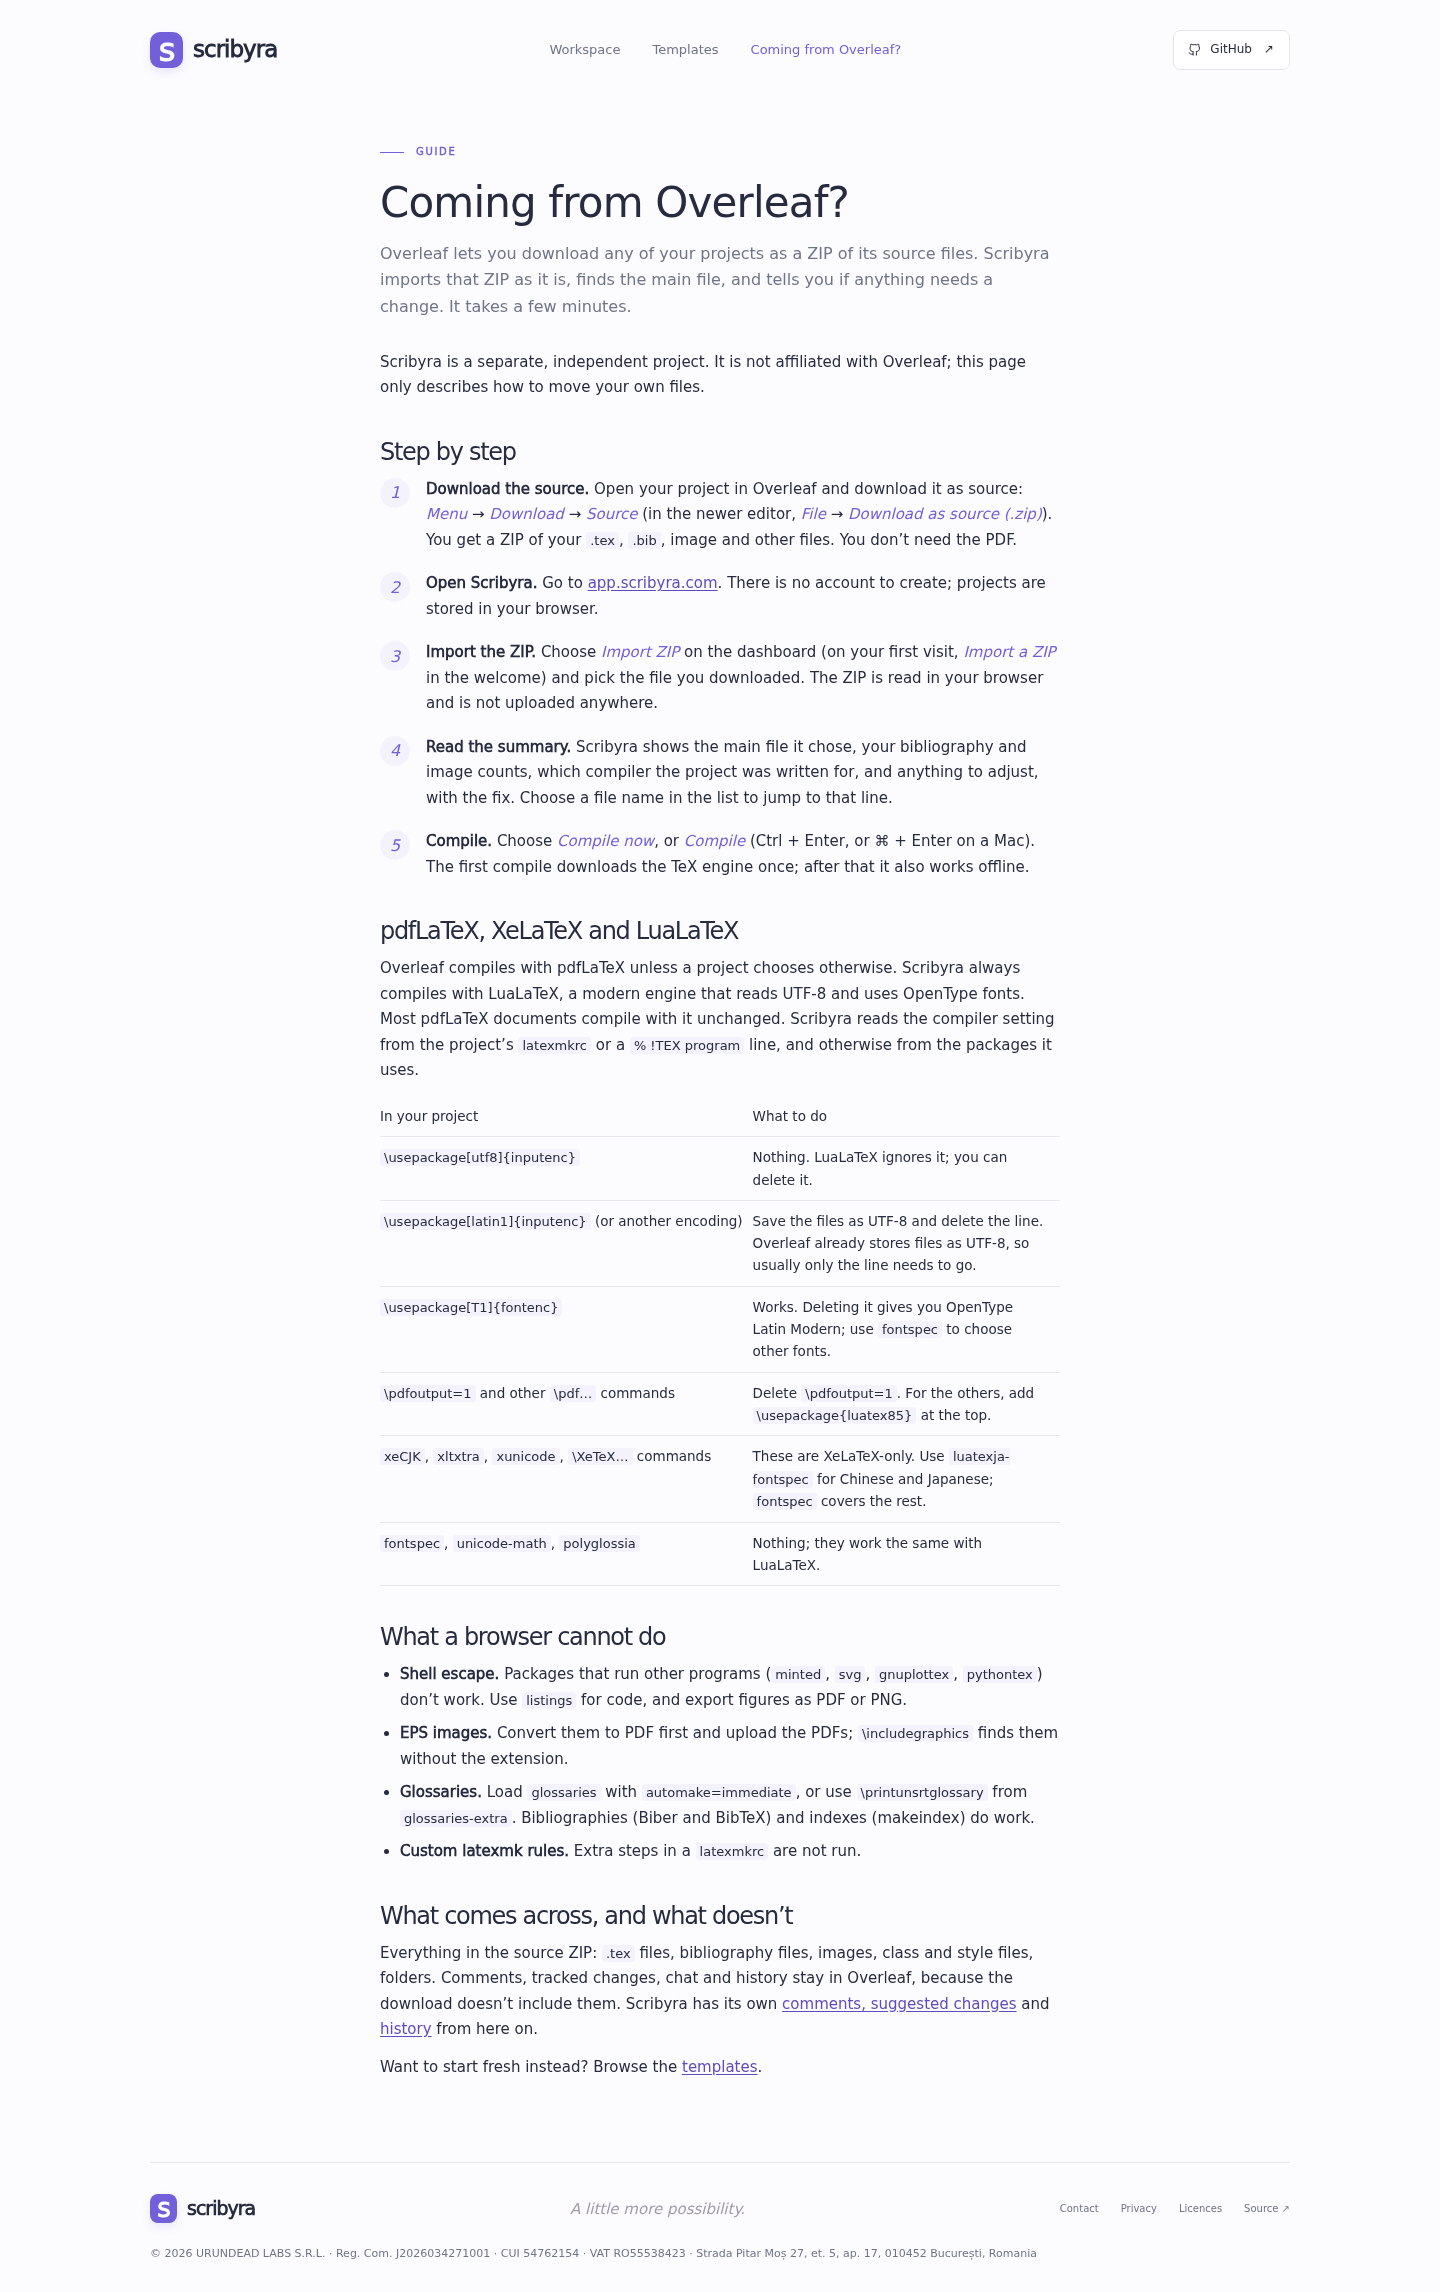 S scribyra
Workspace Templates Coming from Overleaf? GitHub ↗
GUIDE
Coming from Overleaf?
Overleaf lets you download any of your projects as a ZIP of its source files. Scribyra
imports that ZIP as it is, finds the main file, and tells you if anything needs a
change. It takes a few minutes.
Scribyra is a separate, independent project. It is not affiliated with Overleaf; this page
only describes how to move your own files.
Step by step
1 Download the source. Open your project in Overleaf and download it as source:
Menu → Download → Source (in the newer editor, File → Download as source (.zip)).
You get a ZIP of your .tex, .bib, image and other files. You don’t need the PDF.
2 Open Scribyra. Go to app.scribyra.com. There is no account to create; projects are
stored in your browser.
3 Import the ZIP. Choose Import ZIP on the dashboard (on your first visit, Import a ZIP
in the welcome) and pick the file you downloaded. The ZIP is read in your browser
and is not uploaded anywhere.
4 Read the summary. Scribyra shows the main file it chose, your bibliography and
image counts, which compiler the project was written for, and anything to adjust,
with the fix. Choose a file name in the list to jump to that line.
5 Compile. Choose Compile now, or Compile (Ctrl + Enter, or ⌘ + Enter on a Mac).
The first compile downloads the TeX engine once; after that it also works offline.
pdfLaTeX, XeLaTeX and LuaLaTeX
Overleaf compiles with pdfLaTeX unless a project chooses otherwise. Scribyra always
compiles with LuaLaTeX, a modern engine that reads UTF-8 and uses OpenType fonts.
Most pdfLaTeX documents compile with it unchanged. Scribyra reads the compiler setting
from the project’s latexmkrc or a % !TEX program line, and otherwise from the packages it
uses.
In your project What to do
\usepackage[utf8]{inputenc} Nothing. LuaLaTeX ignores it; you can
delete it.
\usepackage[latin1]{inputenc} (or another encoding) Save the files as UTF-8 and delete the line.
Overleaf already stores files as UTF-8, so
usually only the line needs to go.
\usepackage[T1]{fontenc} Works. Deleting it gives you OpenType
Latin Modern; use fontspec to choose
other fonts.
\pdfoutput=1 and other \pdf… commands Delete \pdfoutput=1. For the others, add
\usepackage{luatex85} at the top.
xeCJK, xltxtra, xunicode, \XeTeX… commands These are XeLaTeX-only. Use luatexja-
fontspec for Chinese and Japanese;
fontspec covers the rest.
fontspec, unicode-math, polyglossia Nothing; they work the same with
LuaLaTeX.
What a browser cannot do
• Shell escape. Packages that run other programs (minted, svg, gnuplottex, pythontex)
don’t work. Use listings for code, and export figures as PDF or PNG.
• EPS images. Convert them to PDF first and upload the PDFs; \includegraphics finds them
without the extension.
• Glossaries. Load glossaries with automake=immediate, or use \printunsrtglossary from
glossaries-extra. Bibliographies (Biber and BibTeX) and indexes (makeindex) do work.
• Custom latexmk rules. Extra steps in a latexmkrc are not run.
What comes across, and what doesn’t
Everything in the source ZIP: .tex files, bibliography files, images, class and style files,
folders. Comments, tracked changes, chat and history stay in Overleaf, because the
download doesn’t include them. Scribyra has its own comments, suggested changes and
history from here on.
Want to start fresh instead? Browse the templates.
S scribyra
A little more possibility.
Contact Privacy Licences Source ↗
© 2026 URUNDEAD LABS S.R.L. · Reg. Com. J2026034271001 · CUI 54762154 · VAT RO55538423 · Strada Pitar Moș 27, et. 5, ap. 17, 010452 București, Romania